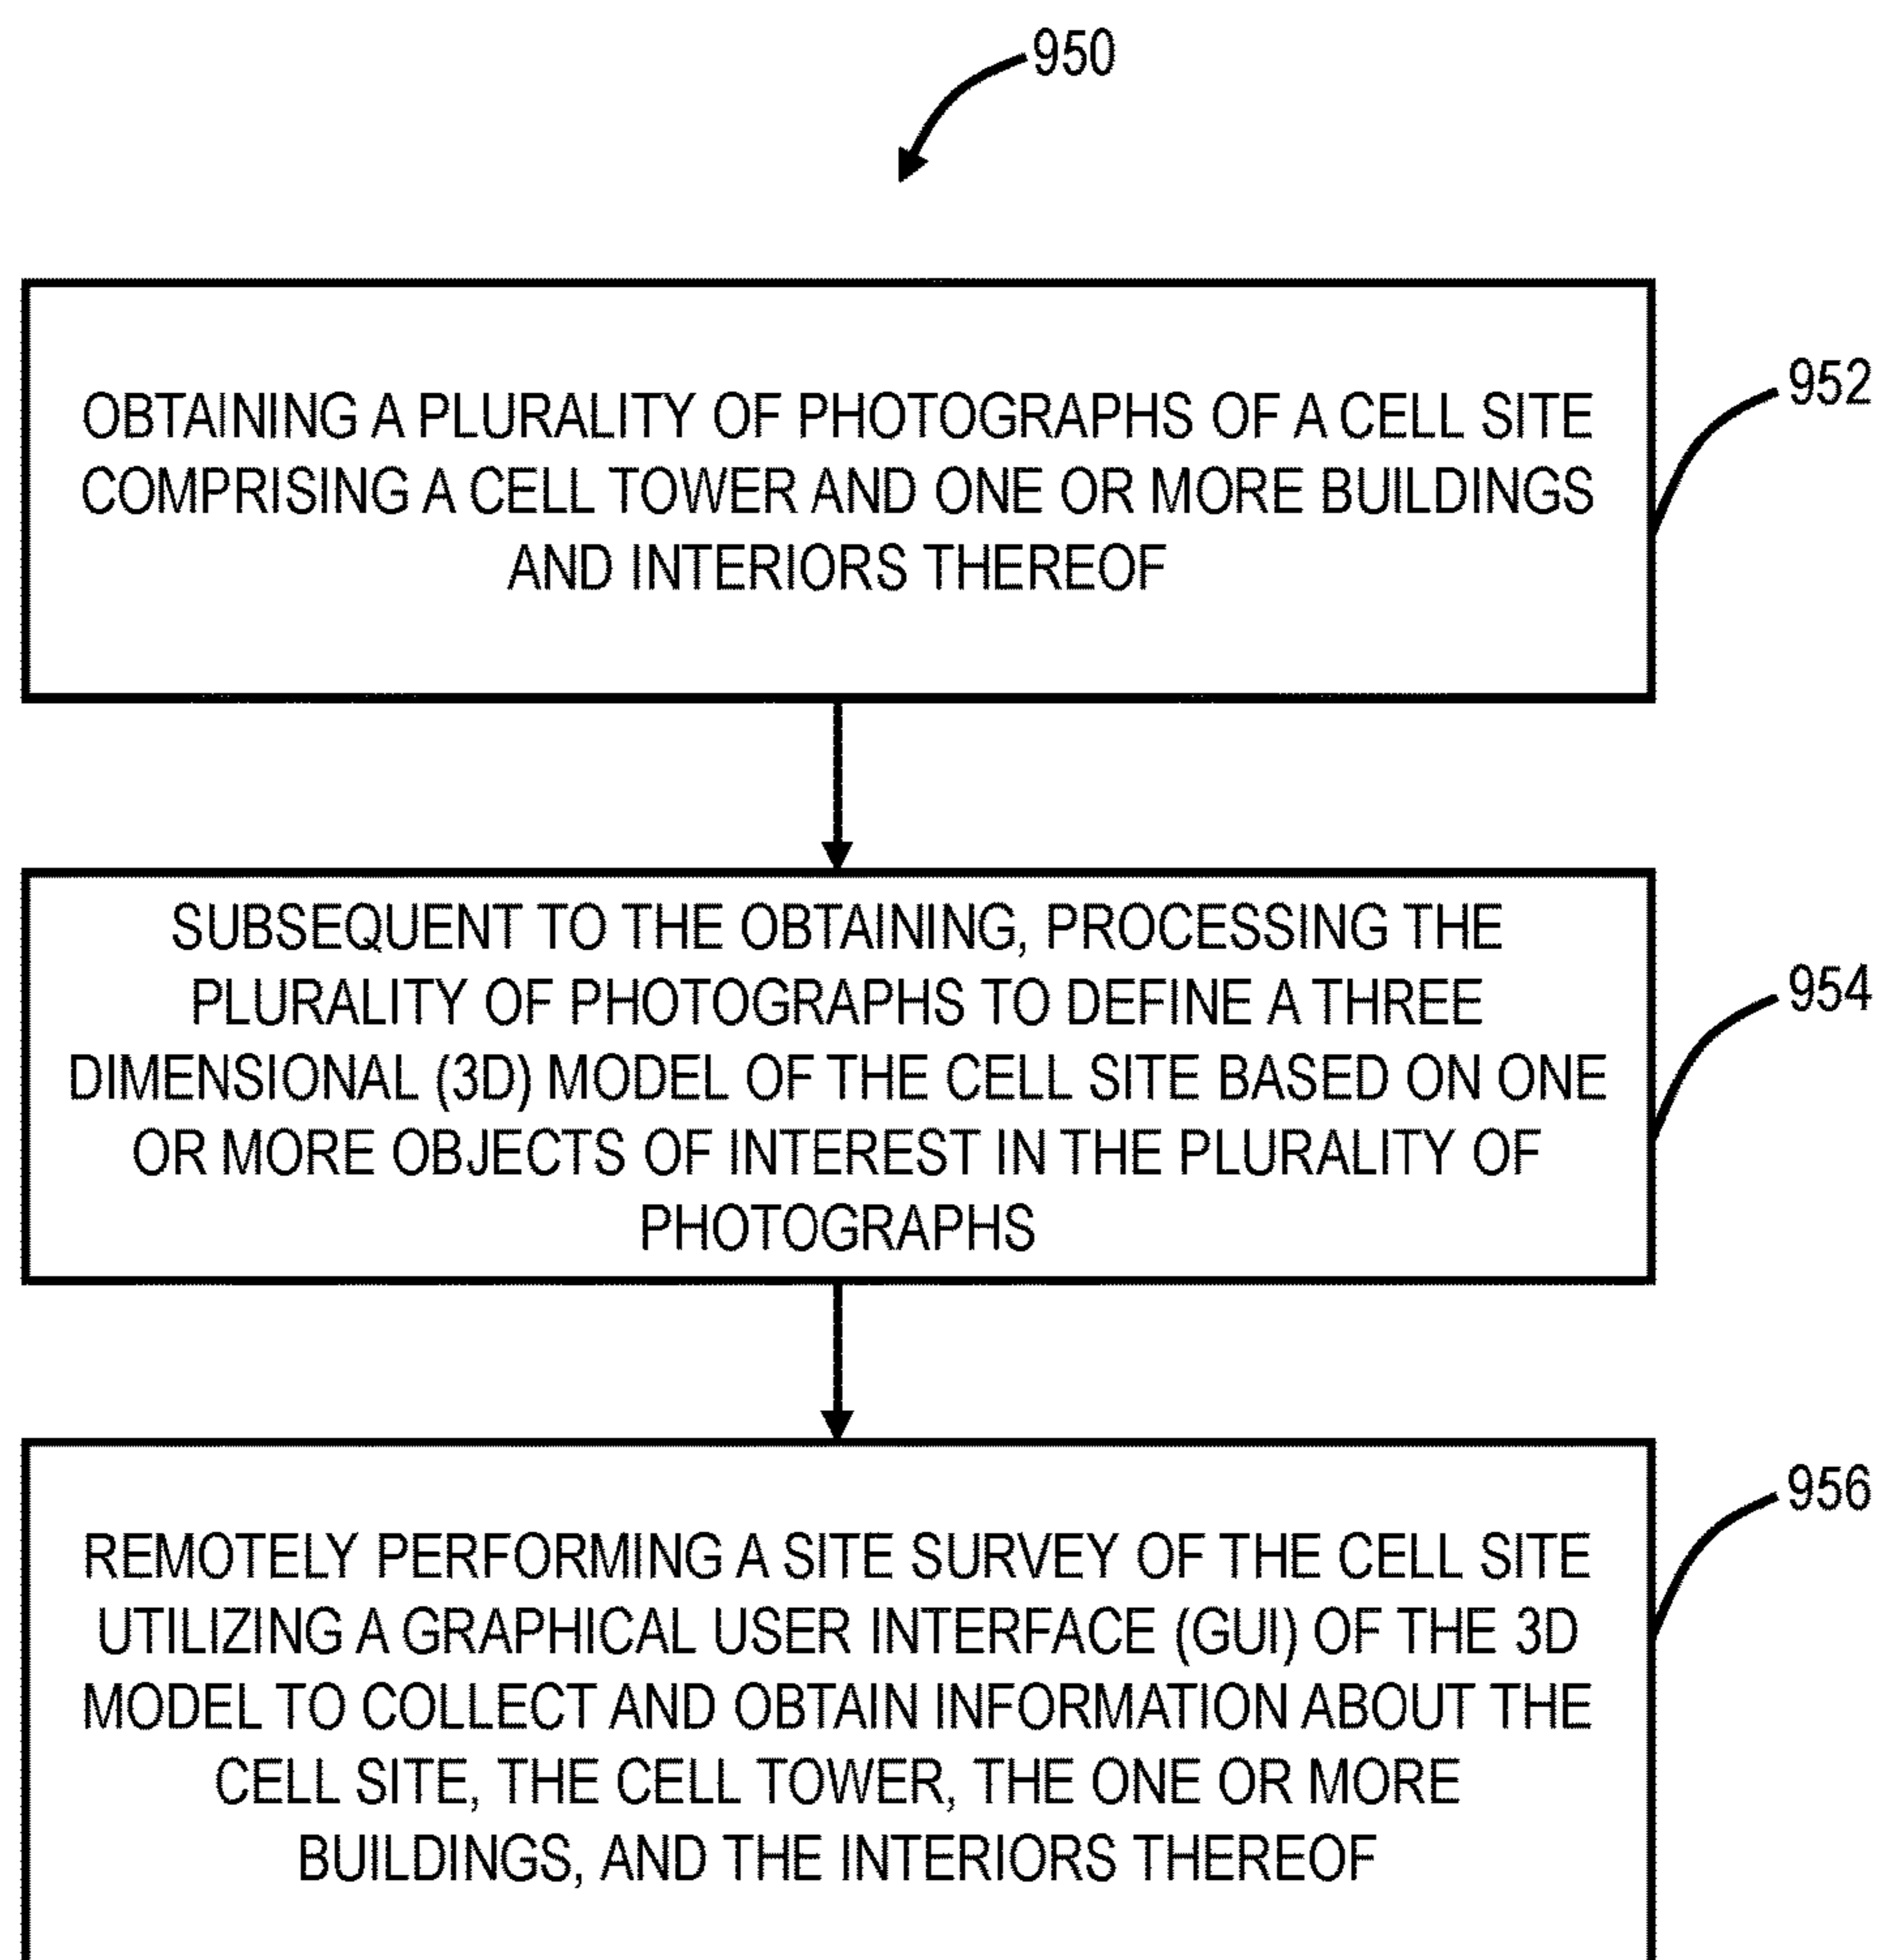 950
OBTAINING A PLURALITY OF PHOTOGRAPHS OF A CELL SITE
COMPRISING A CELL TOWER AND ONE OR MORE BUILDINGS
AND INTERIORS THEREOF
952
SUBSEQUENT TO THE OBTAINING, PROCESSING THE
PLURALITY OF PHOTOGRAPHS TO DEFINE A THREE
DIMENSIONAL (3D) MODEL OF THE CELL SITE BASED ON ONE
OR MORE OBJECTS OF INTEREST IN THE PLURALITY OF
PHOTOGRAPHS
954
REMOTELY PERFORMING A SITE SURVEY OF THE CELL SITE
UTILIZING A GRAPHICAL USER INTERFACE (GUI) OF THE 3D
MODEL TO COLLECT AND OBTAIN INFORMATION ABOUT THE
CELL SITE, THE CELL TOWER, THE ONE OR MORE
BUILDINGS, AND THE INTERIORS THEREOF
956